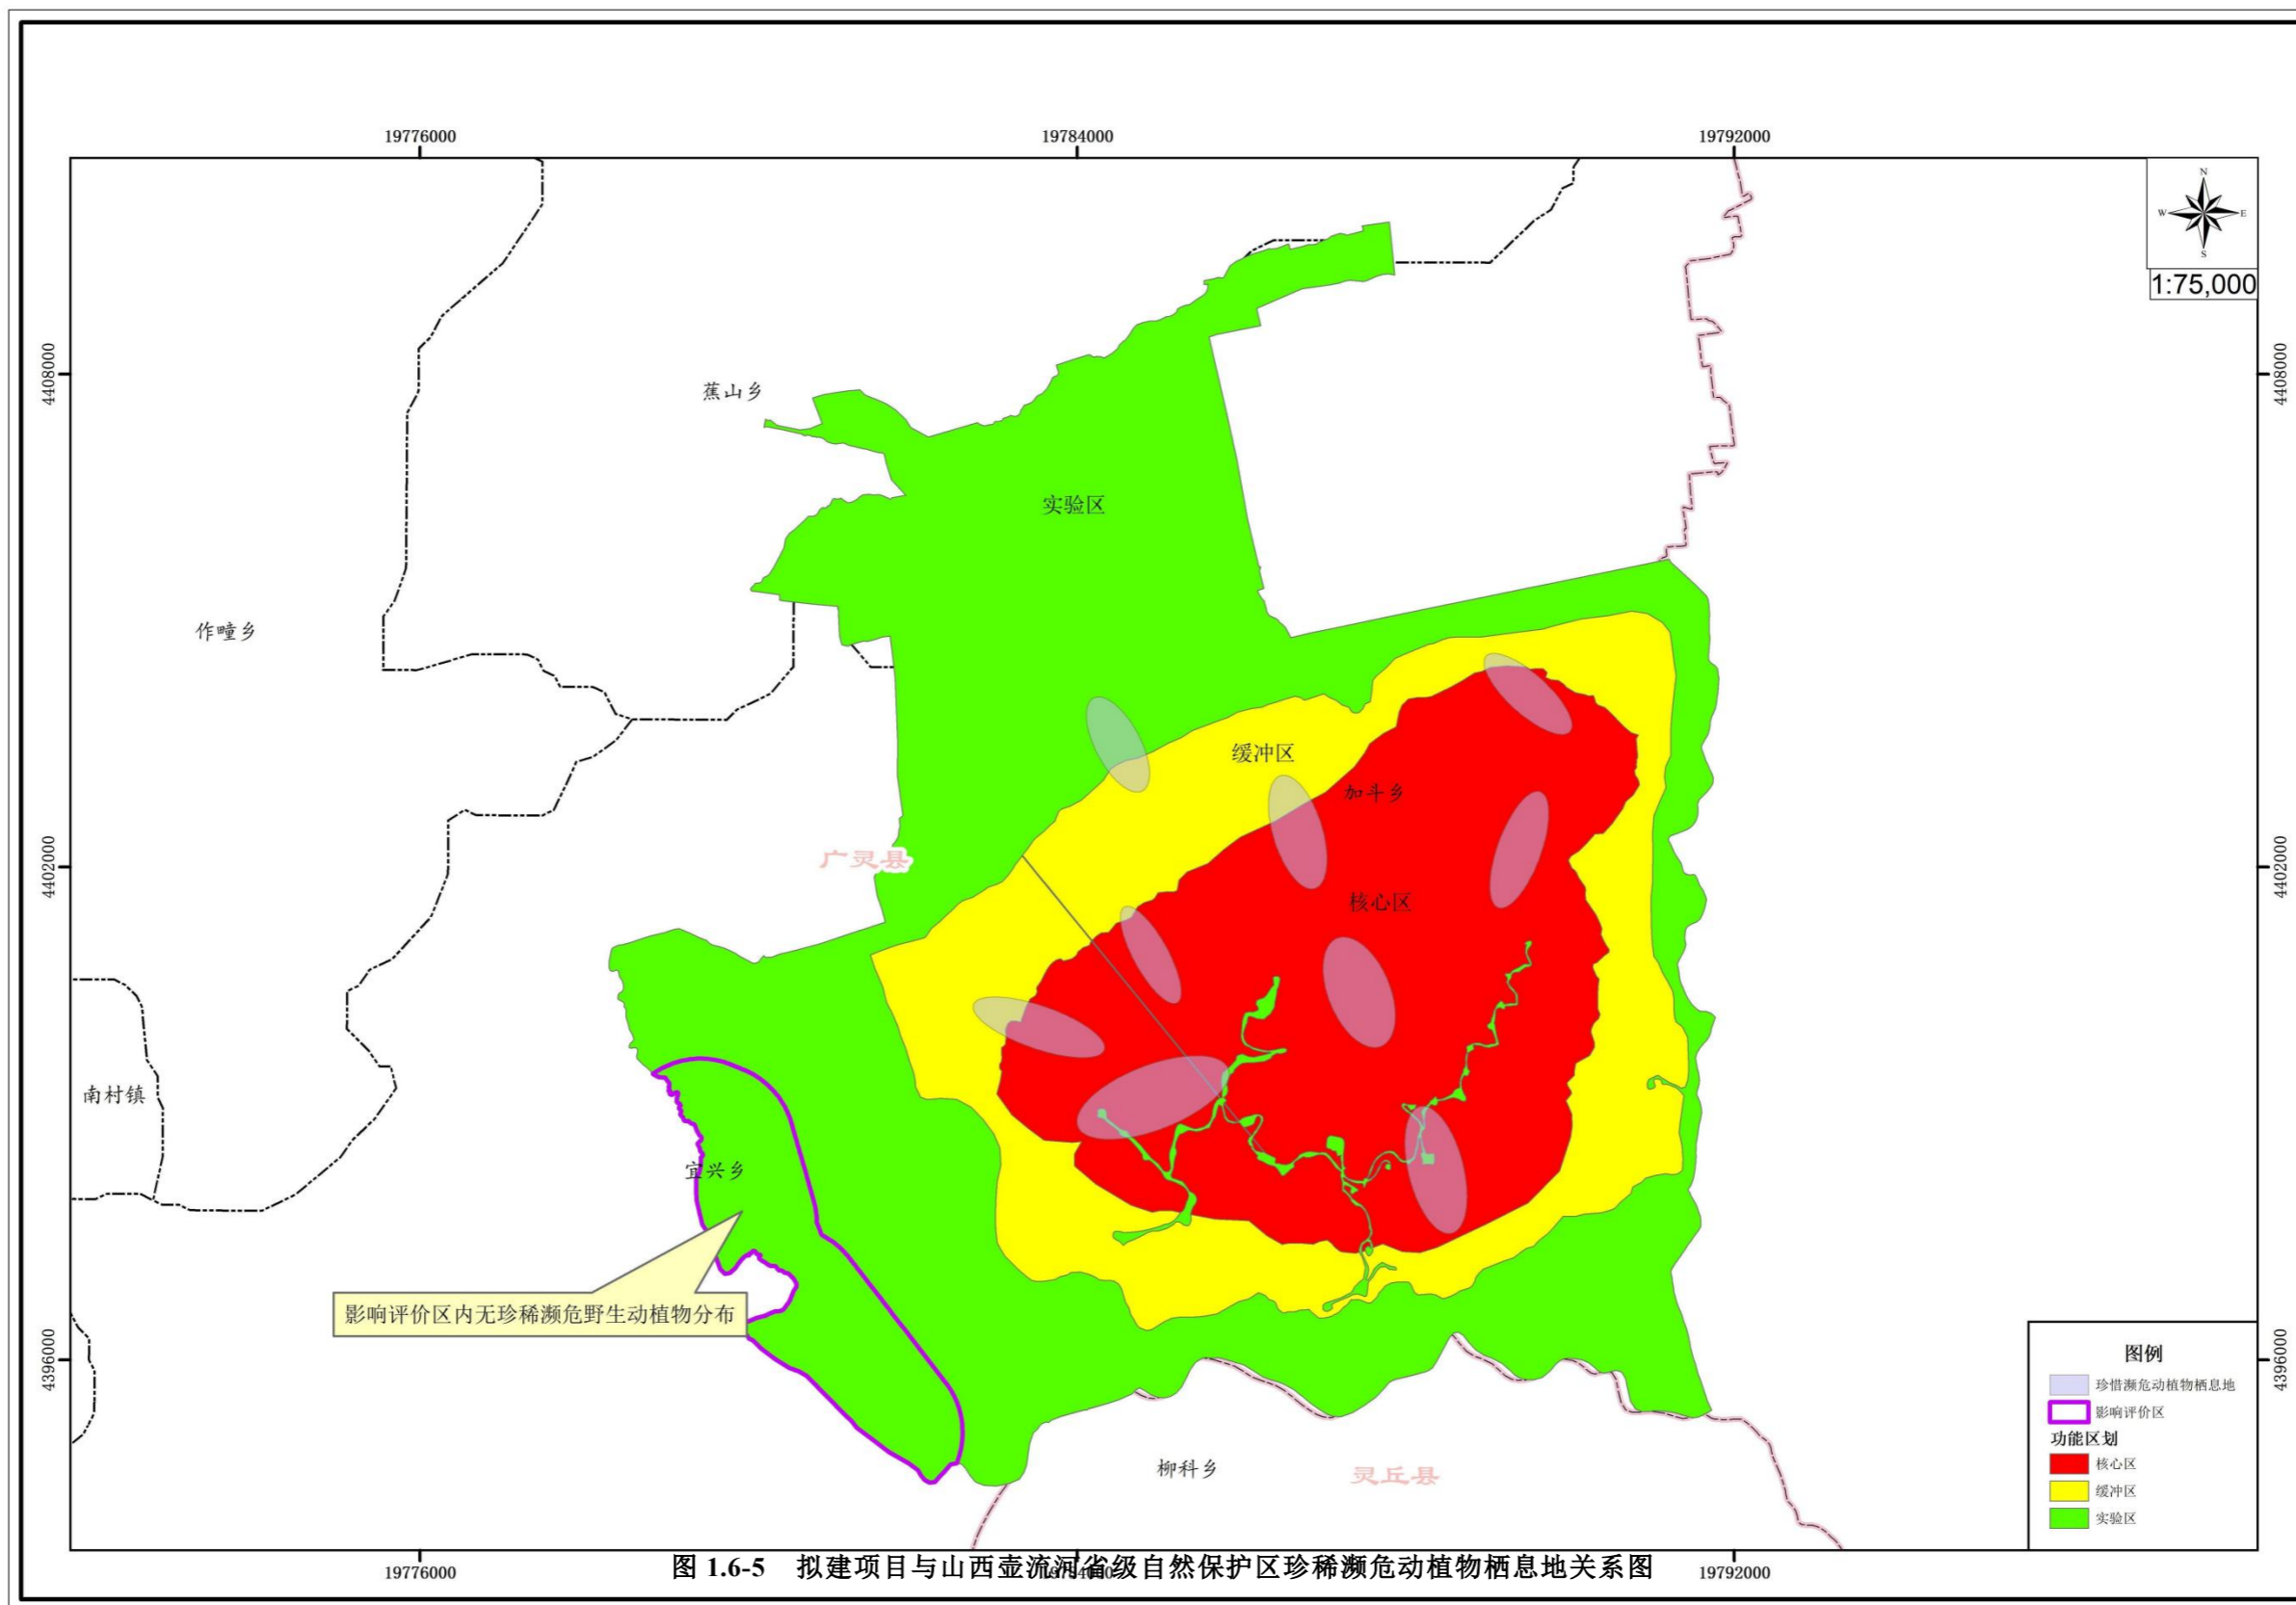 19776000 19784000 19792000
N
W E
S
1:75,000
4408000 4408000
蕉山乡
实验区
作疃乡
缓冲区
加斗乡
广灵县
4402000 4402000
核心区
南村镇
宜兴乡
影响评价区内无珍稀濒危野生动植物分布
4396000 4396000
柳科乡
灵丘县
图例
珍惜濒危动植物栖息地
影响评价区
功能区划
核心区
缓冲区
实验区
19776000 19784000 19792000
图 1.6-5 拟建项目与山西壶流河省级自然保护区珍稀濒危动植物栖息地关系图